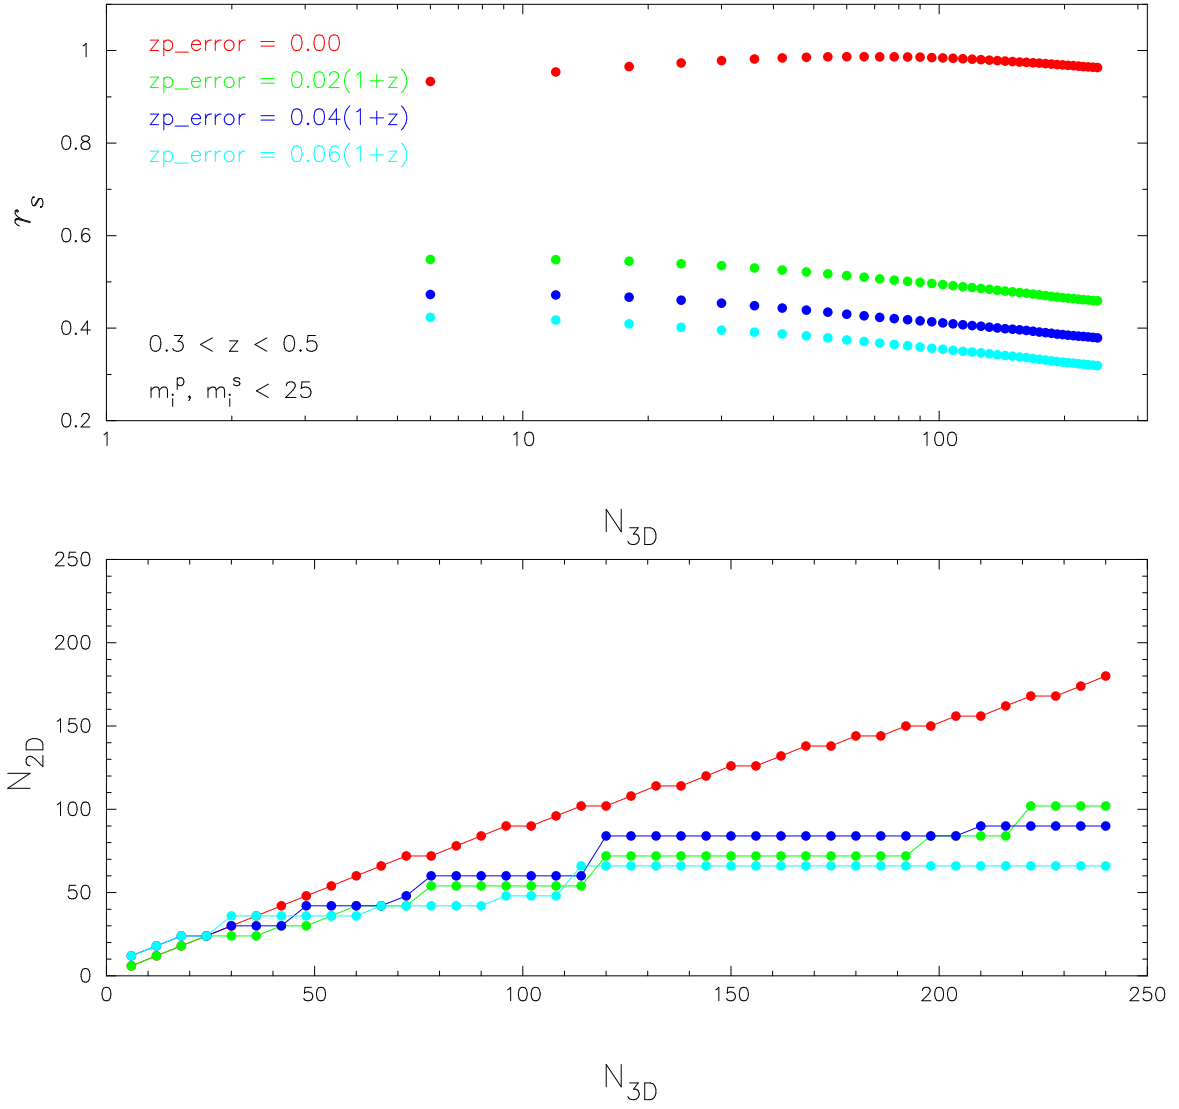 1
zp_error = 0.00
zp_error = 0.02(1+z)
zp_error = 0.04(1+z)
0.8
zp_error = 0.06(1+z)
r_s
0.6
0.4
0.3 < z < 0.5
m_i^p, m_i^s < 25
0.2
1 10 100
N_3D
250
200
N_2D
150
100
50
0
0 50 100 150 200 250
N_3D